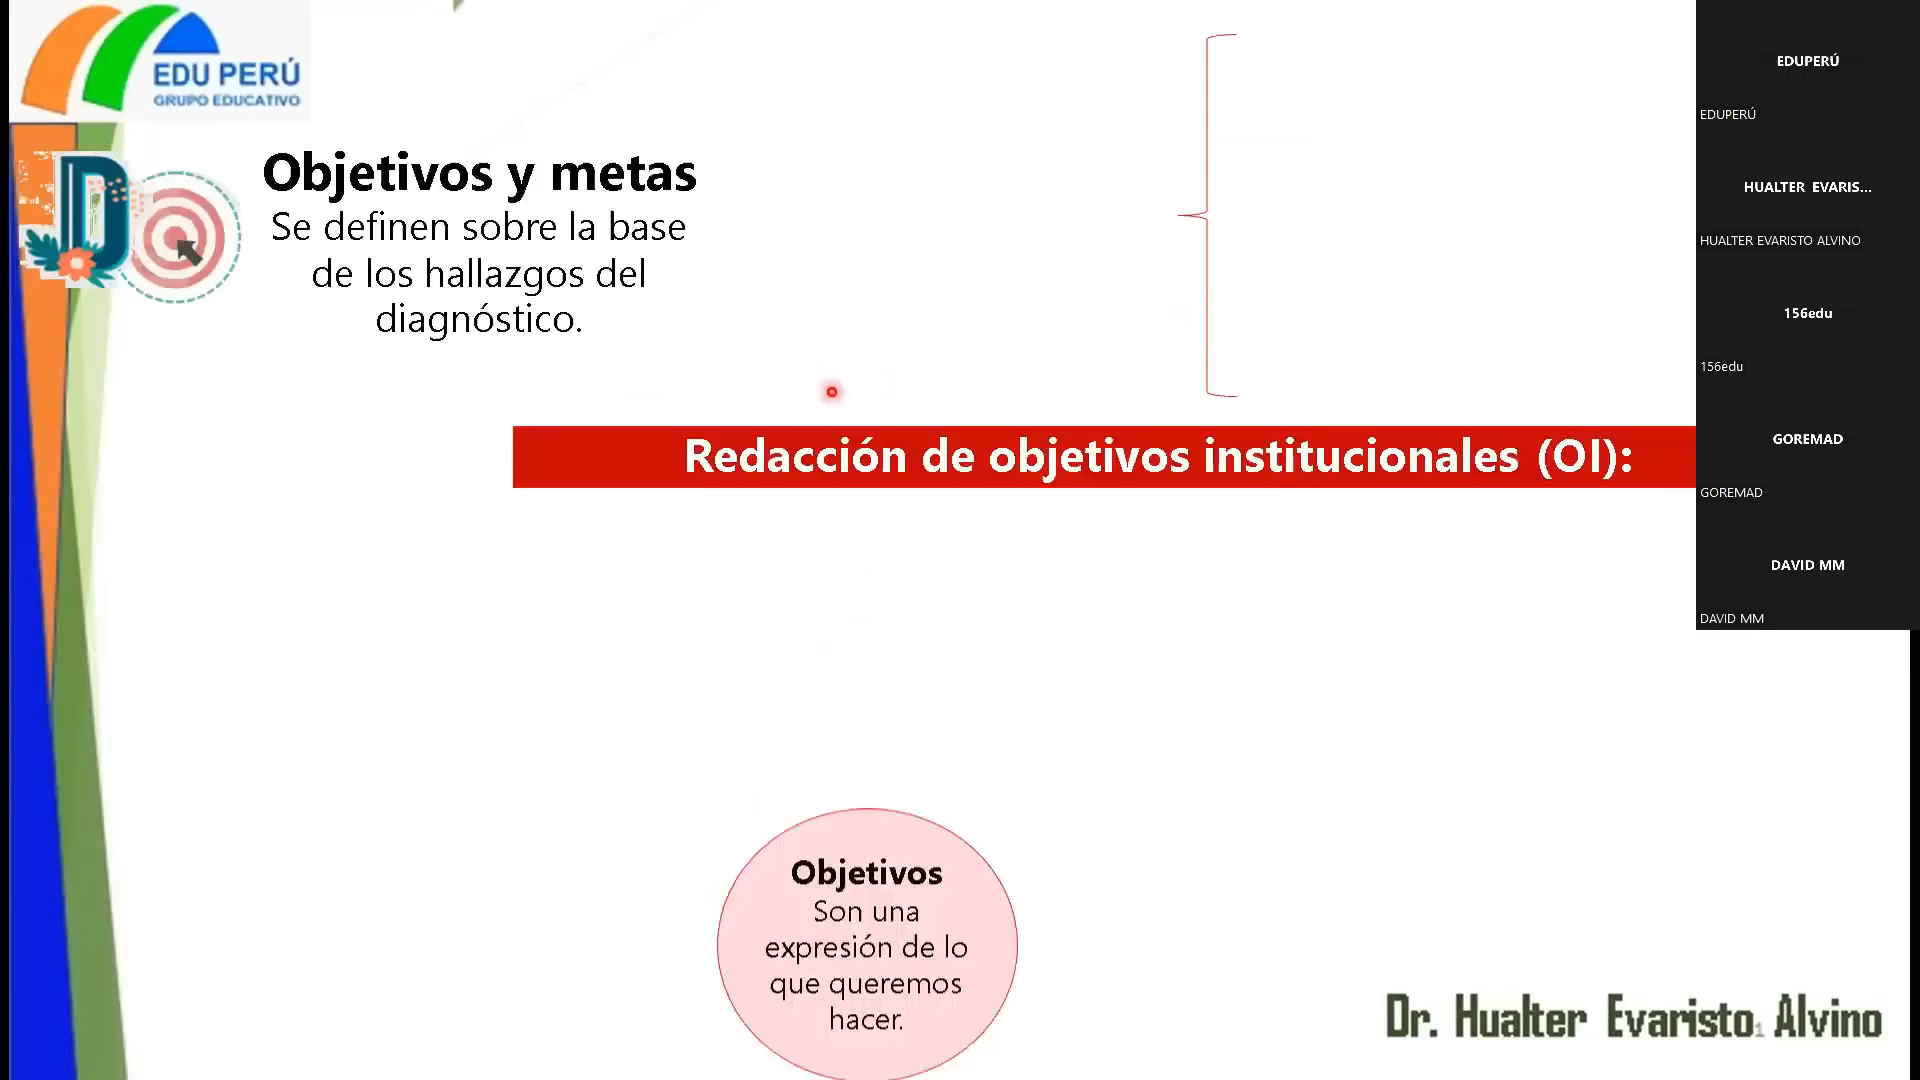 EDU PERÚ
GRUPO EDUCATIVO
D
Objetivos y metas
Se definen sobre la base
de los hallazgos del
diagnóstico.
Redacción de objetivos institucionales (OI):
Objetivos
Son una
expresión de lo
que queremos
hacer.
Dr. Hualter Evaristo Alvino
1
EDUPERÚ
EDUPERÚ
HUALTER EVARIS...
HUALTER EVARISTO ALVINO
156edu
156edu
GOREMAD
GOREMAD
DAVID MM
DAVID MM